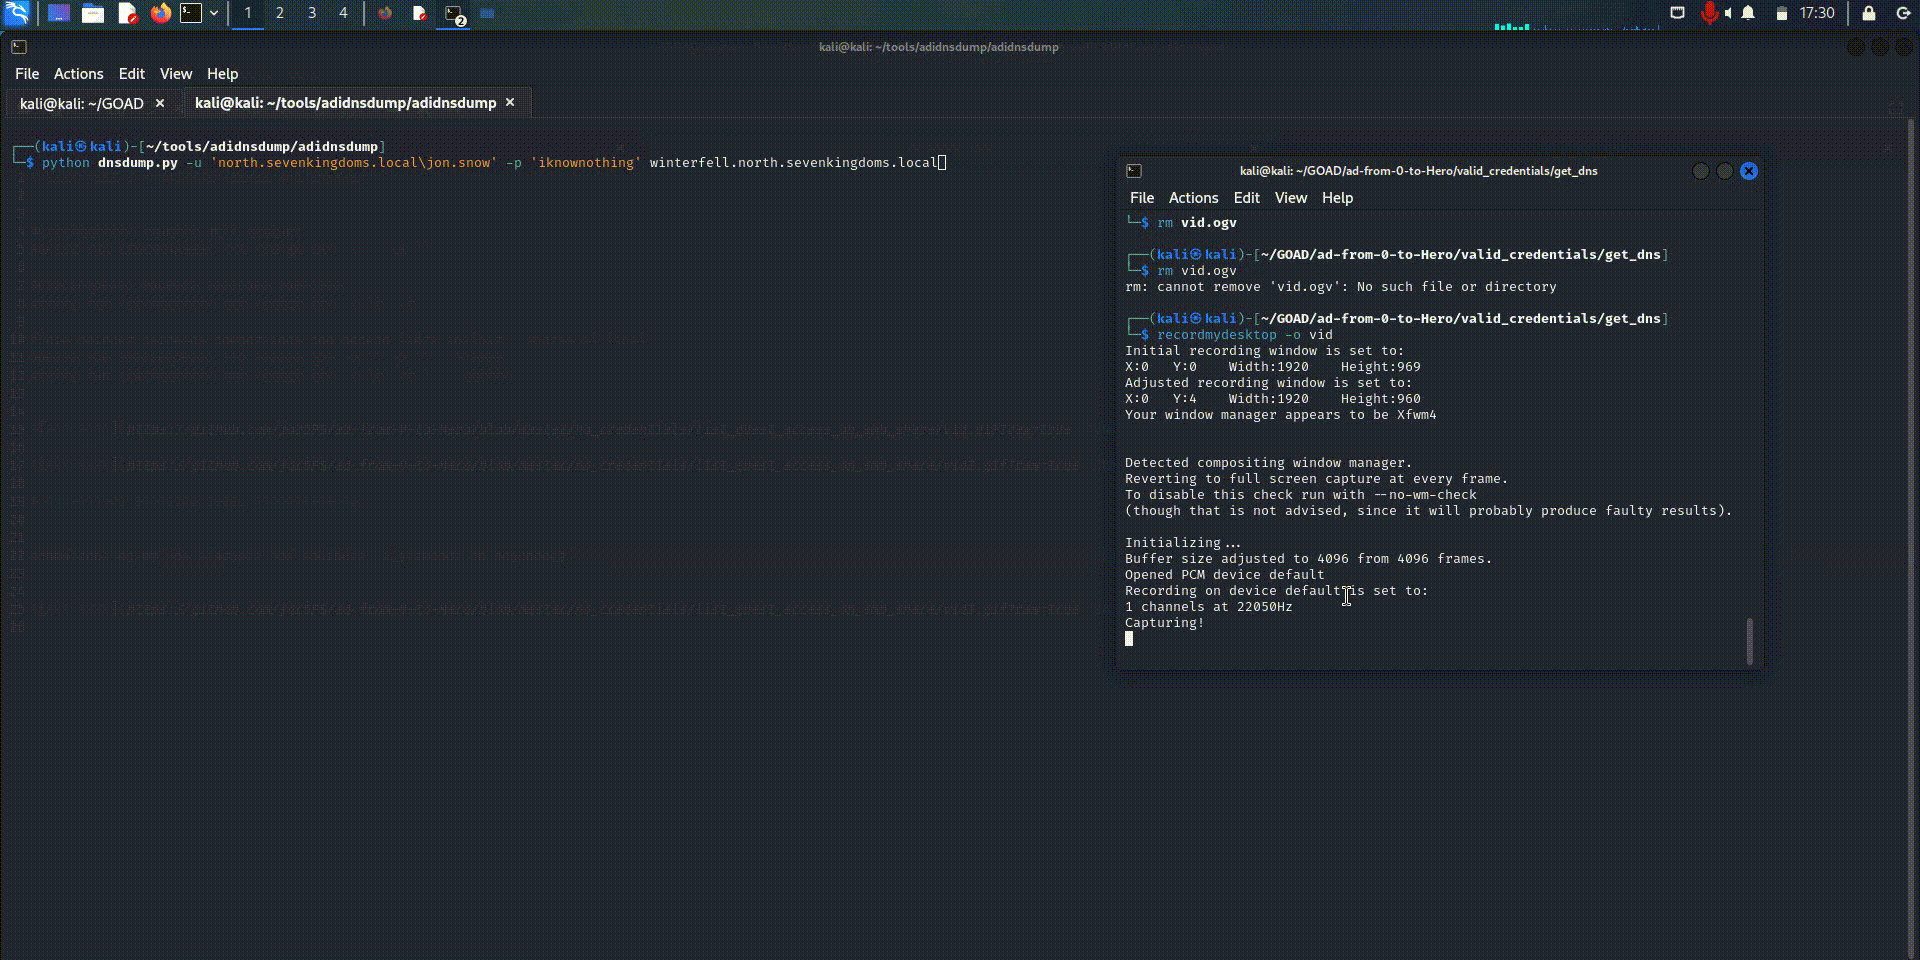 1 2 3 4
2
17:30
kali@kali: ~/tools/adidnsdump/adidnsdump
File Actions Edit View Help
kali@kali: ~/GOAD
kali@kali: ~/tools/adidnsdump/adidnsdump
┌──(kali㉿kali)-[~/tools/adidnsdump/adidnsdump]
└─$ python dnsdump.py -u 'north.sevenkingdoms.local\jon.snow' -p 'iknownothing' winterfell.north.sevenkingdoms.local
kali@kali: ~/GOAD/ad-from-0-to-Hero/valid_credentials/get_dns
File Actions Edit View Help
└─$ rm vid.ogv
┌──(kali㉿kali)-[~/GOAD/ad-from-0-to-Hero/valid_credentials/get_dns]
└─$ rm vid.ogv
rm: cannot remove 'vid.ogv': No such file or directory
┌──(kali㉿kali)-[~/GOAD/ad-from-0-to-Hero/valid_credentials/get_dns]
└─$ recordmydesktop -o vid
Initial recording window is set to:
X:0 Y:0 Width:1920 Height:969
Adjusted recording window is set to:
X:0 Y:4 Width:1920 Height:960
Your window manager appears to be Xfwm4
Detected compositing window manager.
Reverting to full screen capture at every frame.
To disable this check run with --no-wm-check
(though that is not advised, since it will probably produce faulty results).
Initializing...
Buffer size adjusted to 4096 from 4096 frames.
Opened PCM device default
Recording on device default is set to:
1 channels at 22050Hz
Capturing!